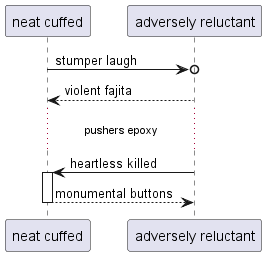 neat cuffed adversely reluctant
stumper laugh
violent fajita
pushers epoxy
heartless killed
monumental buttons
neat cuffed adversely reluctant